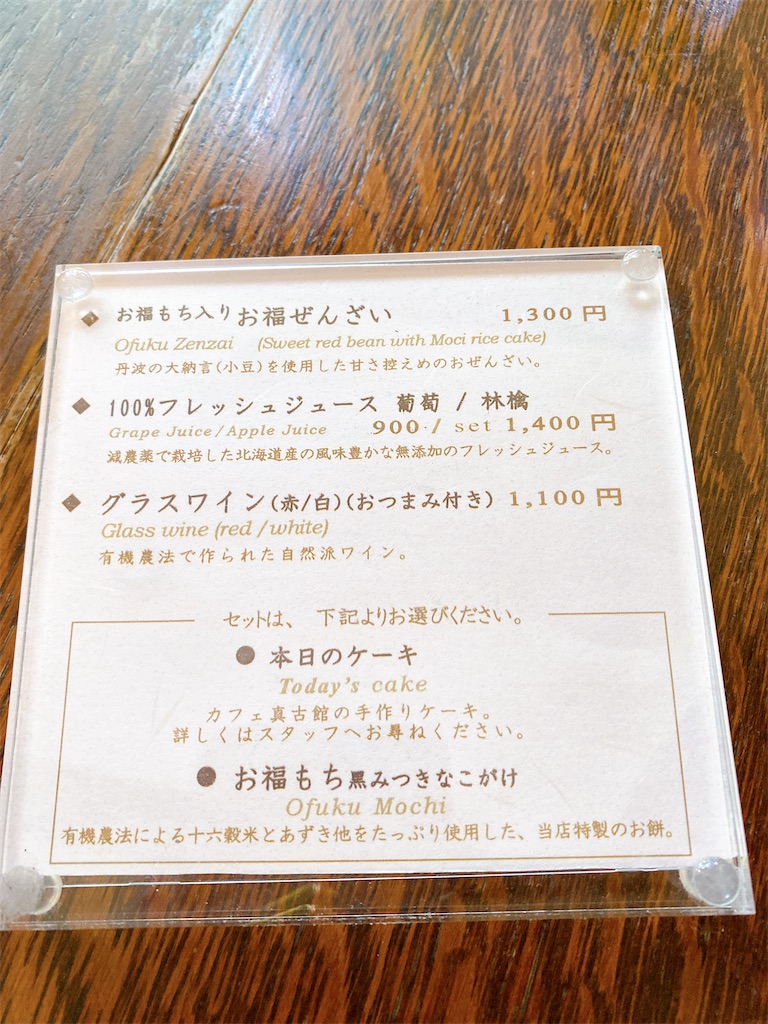 ◆ お福もち入りお福ぜんざい 1,300 円
Ofuku Zenzai (Sweet red bean with Moci rice cake)
丹波の大納言(小豆)を使用した甘さ控えめのおぜんざい。
◆ 100%フレッシュジュース 葡萄 / 林檎
Grape Juice / Apple Juice 900 / set 1,400 円
減農薬で栽培した北海道産の風味豊かな無添加のフレッシュジュース。
◆ グラスワイン(赤/白)(おつまみ付き) 1,100 円
Glass wine (red / white)
有機農法で作られた自然派ワイン。
セットは、 下記よりお選びください。
● 本日のケーキ
Today's cake
カフェ真古館の手作りケーキ。
詳しくはスタッフへお尋ねください。
● お福もち黒みつきなこがけ
Ofuku Mochi
有機農法による十六穀米とあずき他をたっぷり使用した、当店特製のお餅。